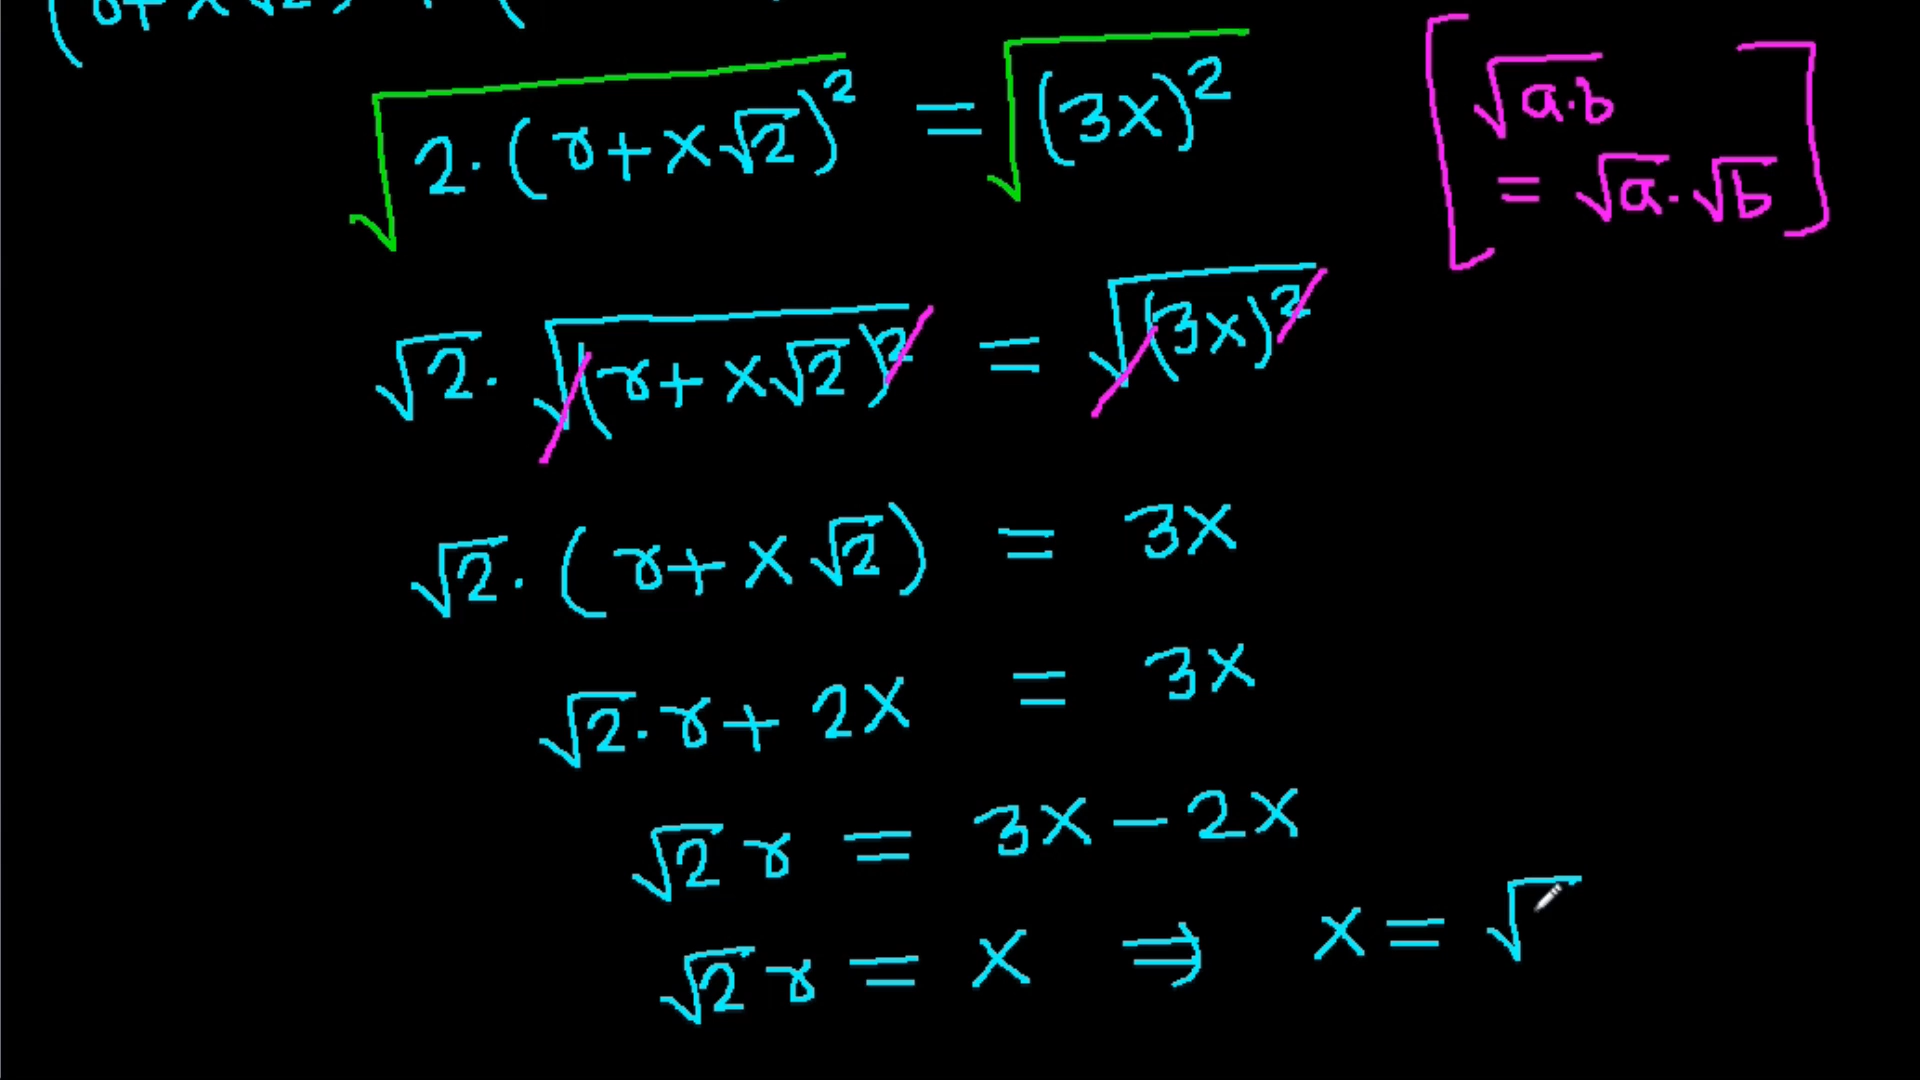 (r+x√2)
√(2·(r+x√2)²) = √((3x)²)
[√(a·b)
= √a·√b]
√2·√((r+x√2)²) = √((3x)²)
√2·(r+x√2) = 3x
√2·r+2x = 3x
√2 r = 3x-2x
√2 r = x ⇒ x = √